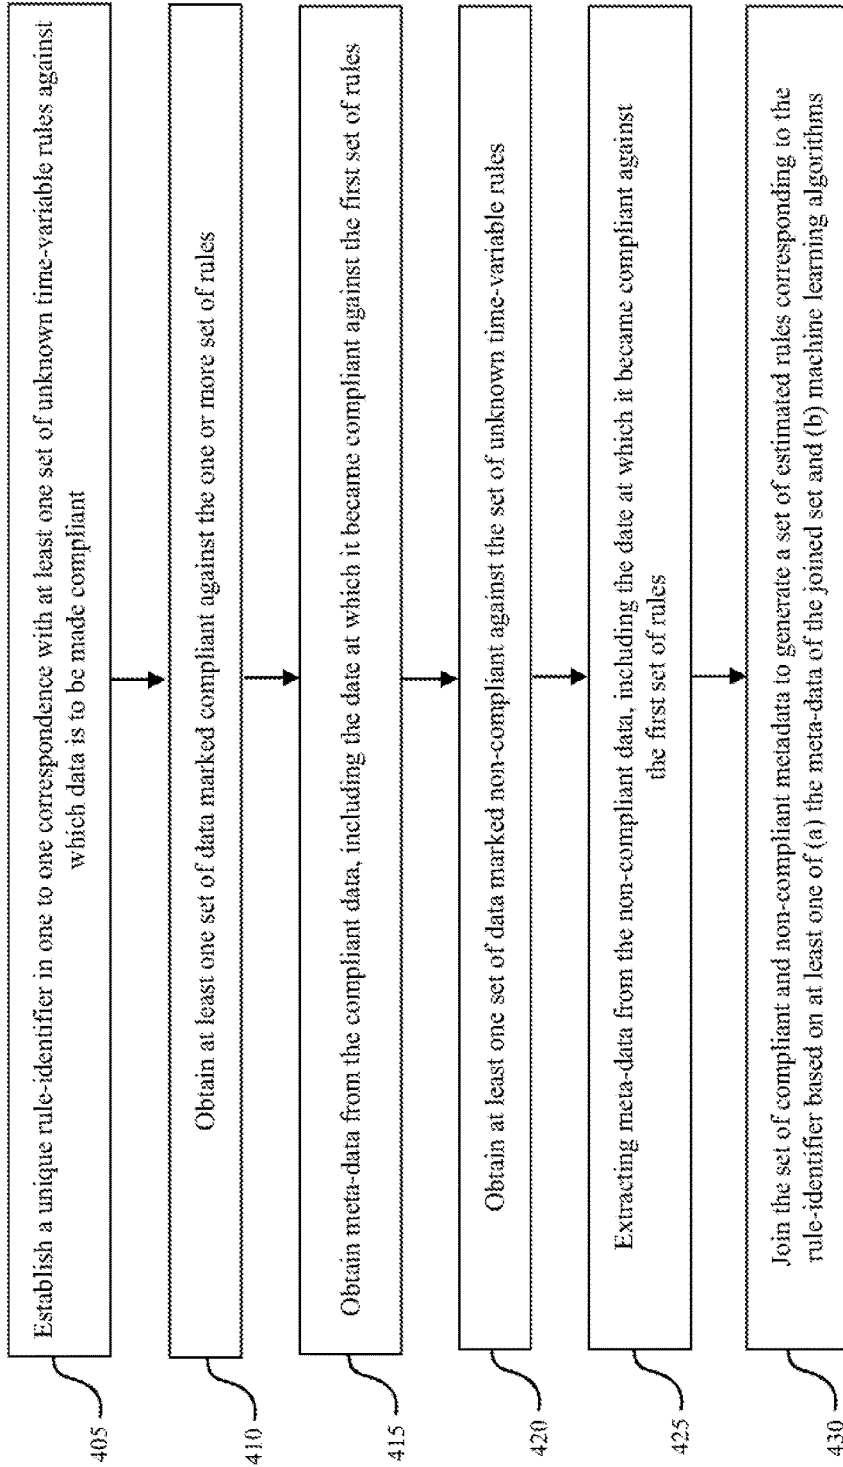 Establish a unique rule-identifier in one to one correspondence with at least one set of unknown time-variable rules against
which data is to be made compliant
405
Obtain at least one set of data marked compliant against the one or more set of rules
410
Obtain meta-data from the compliant data, including the date at which it became compliant against the first set of rules
415
Obtain at least one set of data marked non-compliant against the set of unknown time-variable rules
420
Extracting meta-data from the non-compliant data, including the date at which it became compliant against
the first set of rules
425
Join the set of compliant and non-compliant metadata to generate a set of estimated rules corresponding to the
rule-identifier based on at least one of (a) the meta-data of the joined set and (b) machine learning algorithms
430